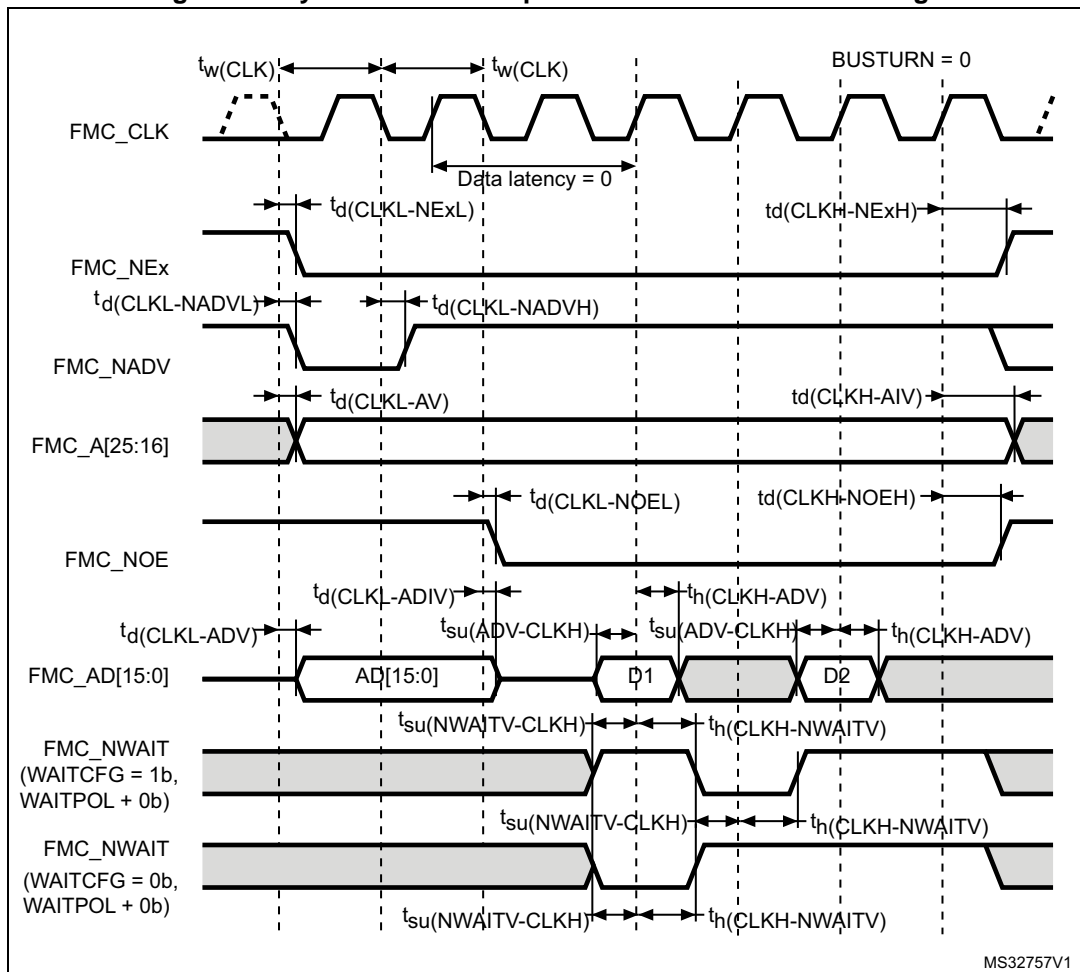 BUSTURN = 0
tw(CLK) tw(CLK)
FMC_CLK
Data latency = 0
td(CLKL-NExL) td(CLKH-NExH)
FMC_NEx
td(CLKL-NADVL) td(CLKL-NADVH)
FMC_NADV
td(CLKL-AV) td(CLKH-AIV)
FMC_A[25:16]
td(CLKL-NOEL) td(CLKH-NOEH)
FMC_NOE
td(CLKL-ADIV) th(CLKH-ADV)
td(CLKL-ADV) tsu(ADV-CLKH) tsu(ADV-CLKH) th(CLKH-ADV)
FMC_AD[15:0] AD[15:0] D1 D2
tsu(NWAITV-CLKH) th(CLKH-NWAITV)
FMC_NWAIT
(WAITCFG = 1b,
WAITPOL + 0b)
tsu(NWAITV-CLKH) th(CLKH-NWAITV)
FMC_NWAIT
(WAITCFG = 0b,
WAITPOL + 0b)
tsu(NWAITV-CLKH) th(CLKH-NWAITV)
MS32757V1